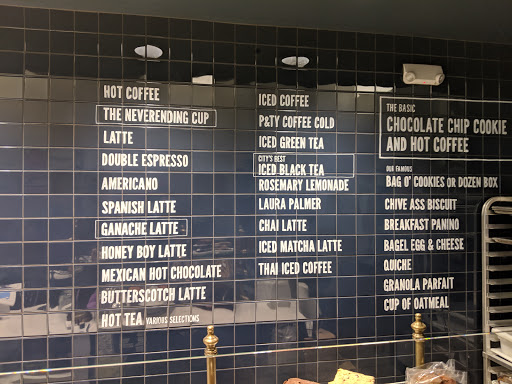 HOT COFFEE
THE NEVERENDING CUP
LATTE
DOUBLE ESPRESSO
AMERICANO
SPANISH LATTE
GANACHE LATTE
HONEY BOY LATTE
MEXICAN HOT CHOCOLATE
BUTTERSCOTCH LATTE
HOT TEA VARIOUS SELECTIONS
ICED COFFEE
P&TY COFFEE COLD
ICED GREEN TEA
CITY'S BEST
ICED BLACK TEA
ROSEMARY LEMONADE
LAURA PALMER
CHAI LATTE
ICED MATCHA LATTE
THAI ICED COFFEE
THE BASIC
CHOCOLATE CHIP COOKIE
AND HOT COFFEE
OUR FAMOUS
BAG O' COOKIES OR DOZEN BOX
CHIVE ASS BISCUIT
BREAKFAST PANINO
BAGEL EGG & CHEESE
QUICHE
GRANOLA PARFAIT
CUP OF OATMEAL